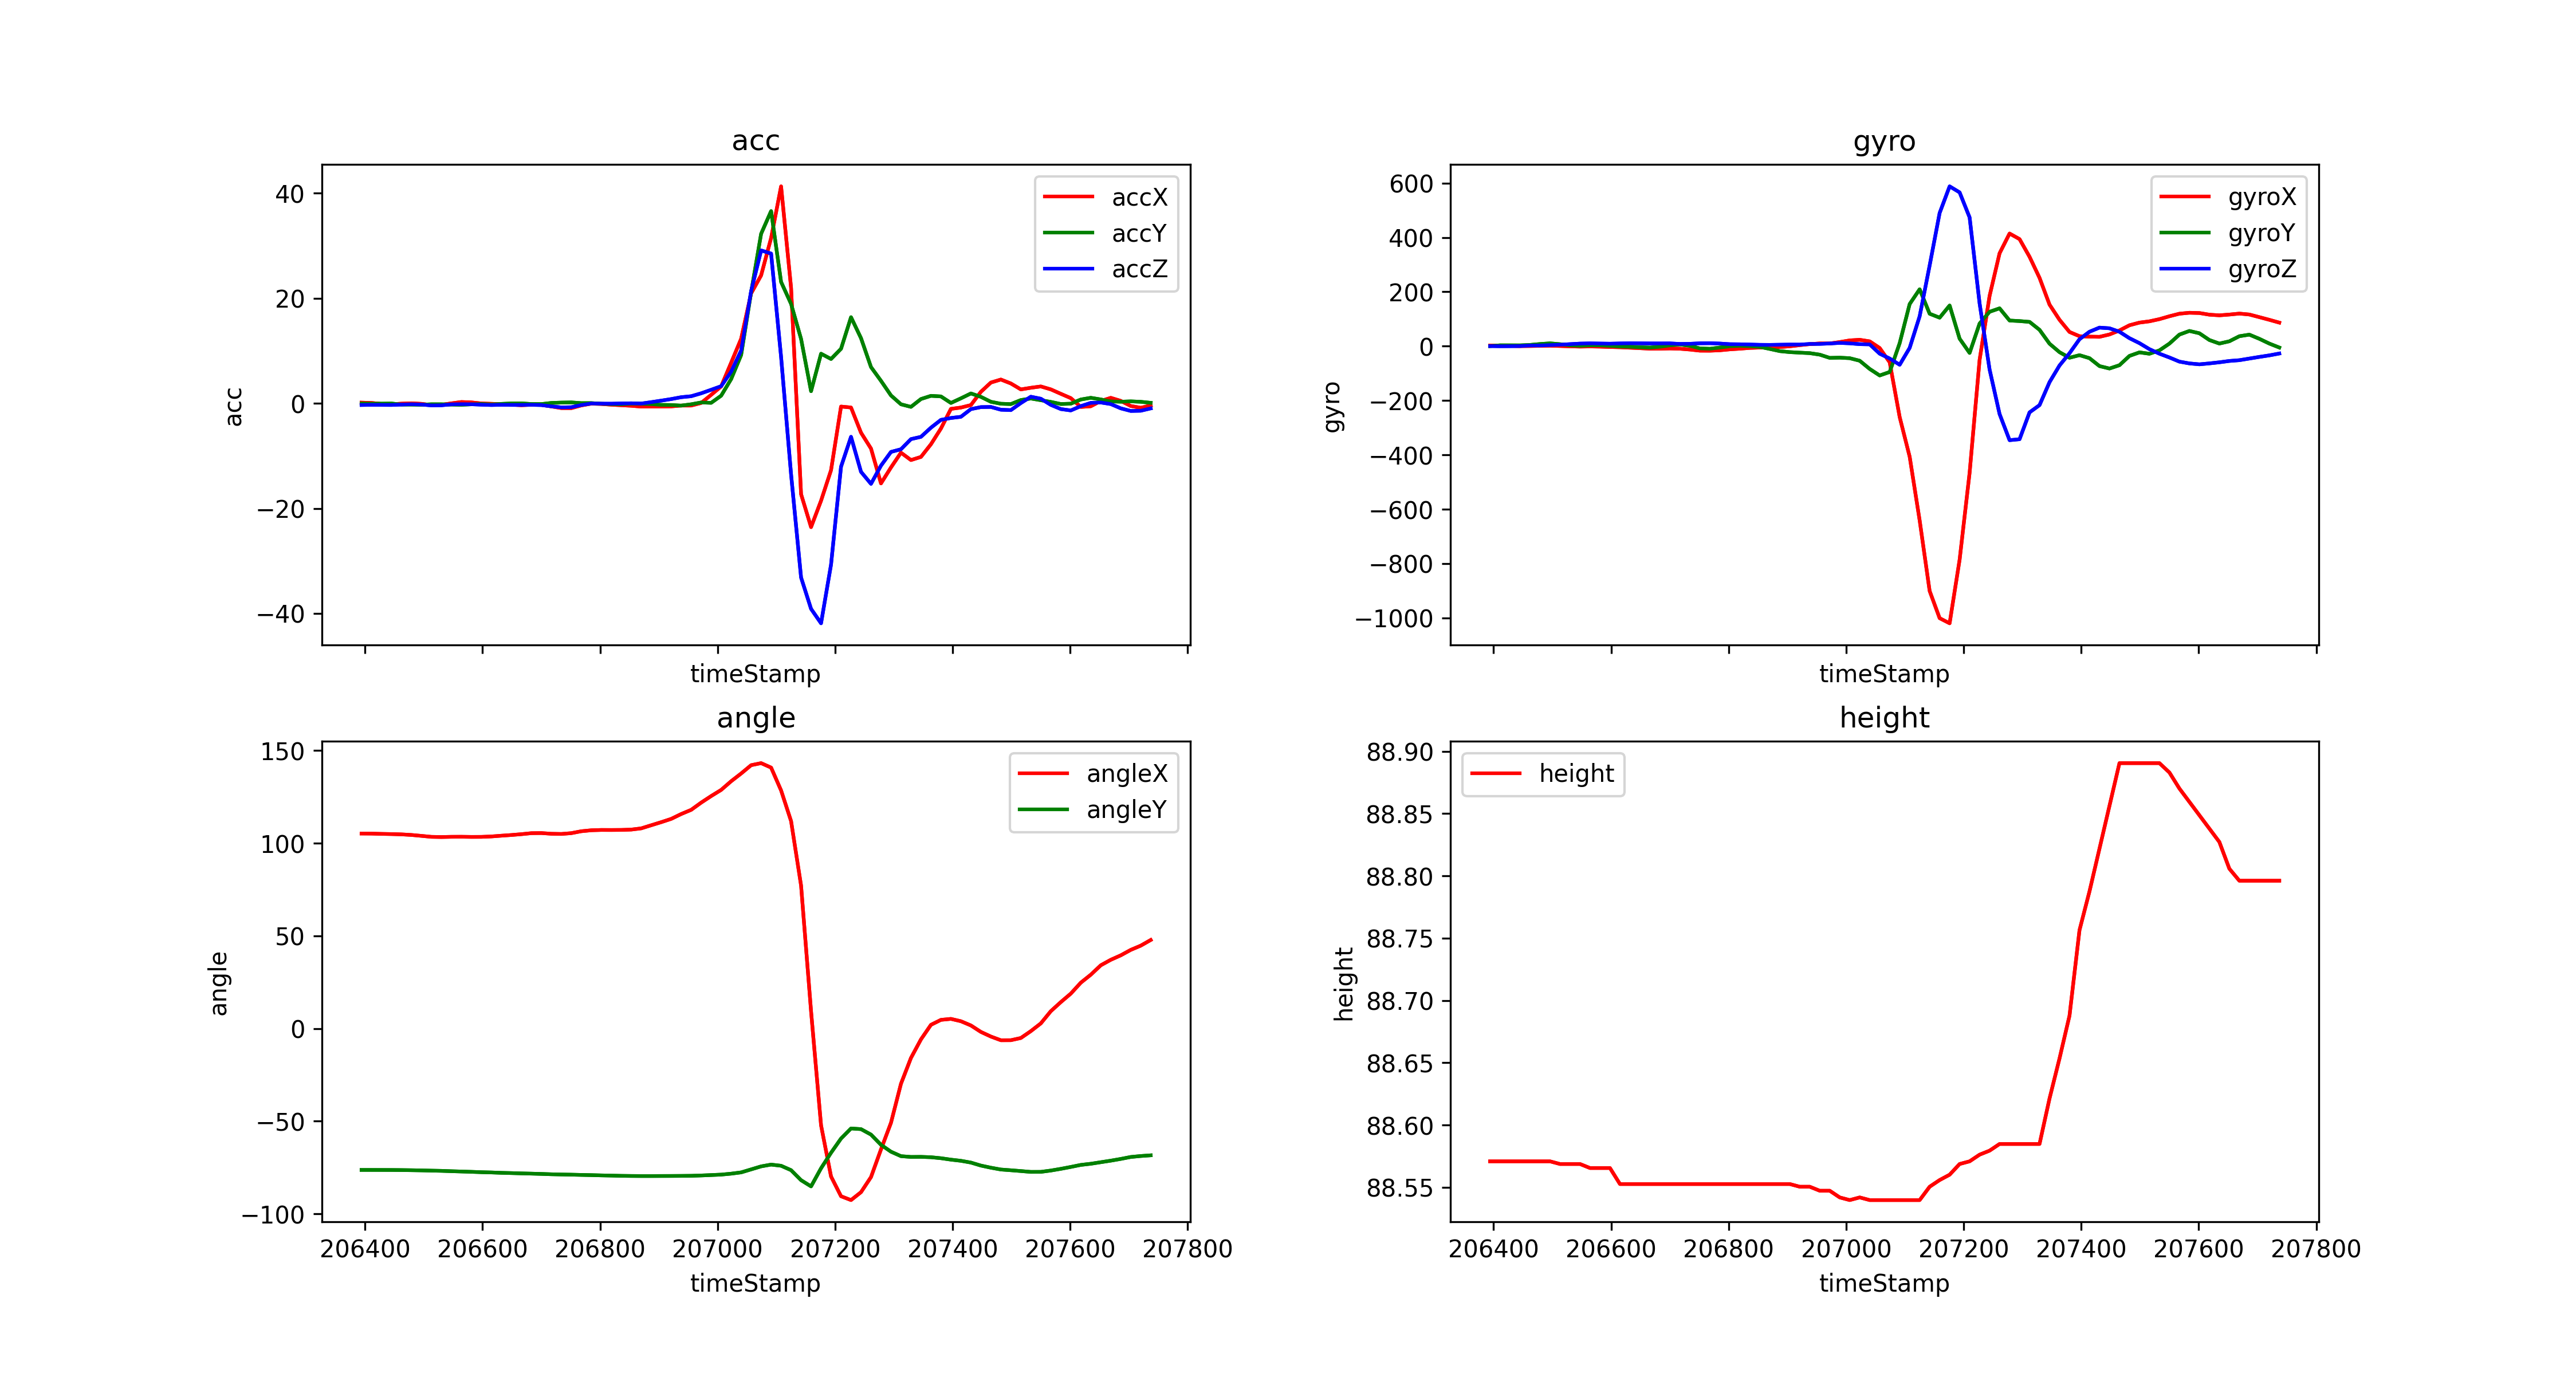 acc
accX
accY
accZ
40
20
0
−20
−40
acc
timeStamp
gyro
gyroX
gyroY
gyroZ
600
400
200
0
−200
−400
−600
−800
−1000
gyro
timeStamp
angle
angleX
angleY
150
100
50
0
−50
−100
angle
206400 206600 206800 207000 207200 207400 207600 207800
timeStamp
height
height
88.90
88.85
88.80
88.75
88.70
88.65
88.60
88.55
height
206400 206600 206800 207000 207200 207400 207600 207800
timeStamp